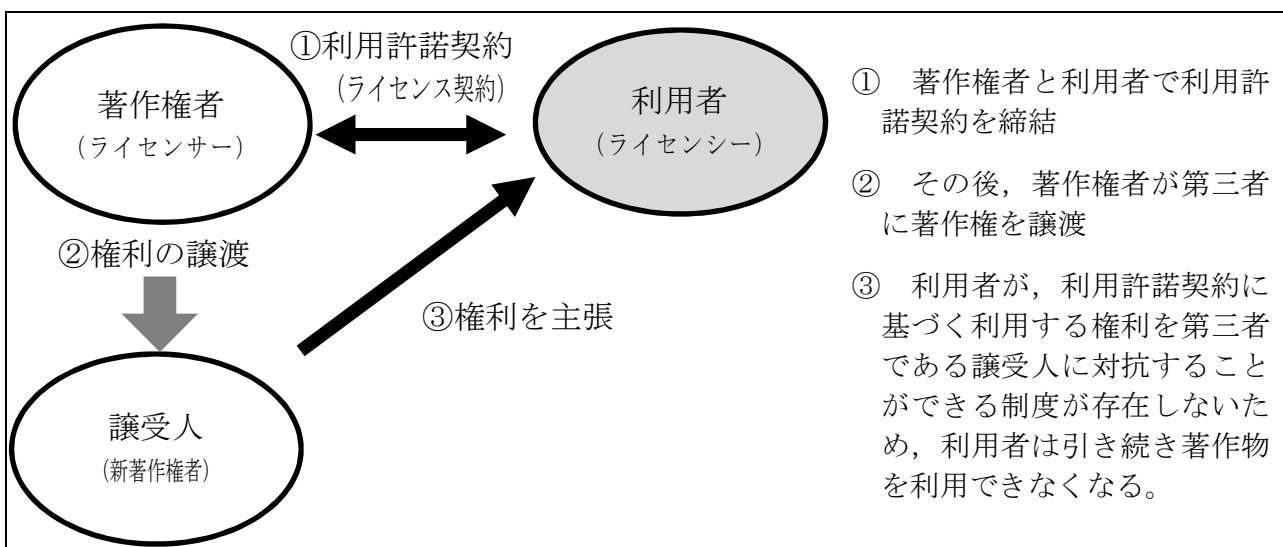 ①利用許諾契約
(ライセンス契約)
著作権者
(ライセンサー)
利用者
(ライセンシー)
②権利の譲渡
③権利を主張
譲受人
(新著作権者)
① 著作権者と利用者で利用許
諾契約を締結
② その後，著作権者が第三者
に著作権を譲渡
③ 利用者が，利用許諾契約に
基づく利用する権利を第三者
である譲受人に対抗すること
ができる制度が存在しないた
め，利用者は引き続き著作物
を利用できなくなる。